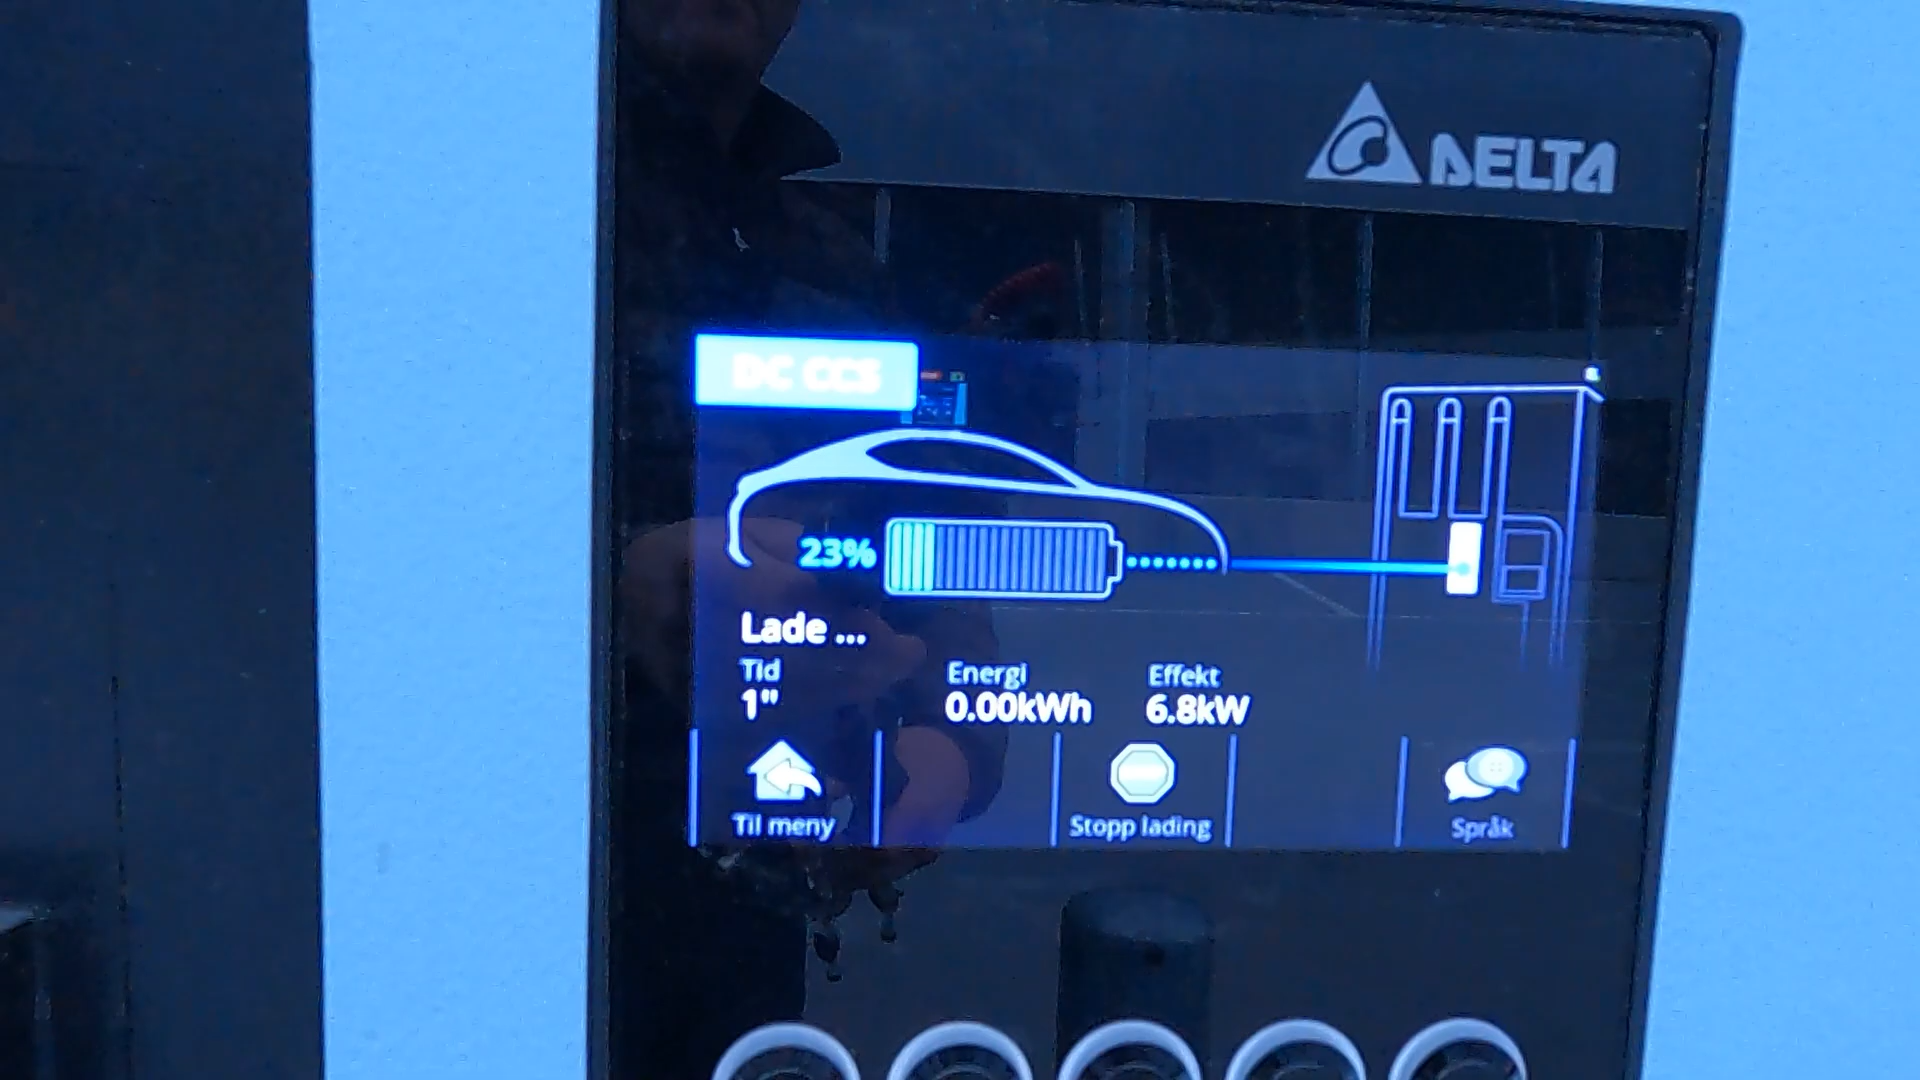 DELTA
DC CCS
23%
Lade ...
Tid
1"
Energi
0.00kWh
Effekt
6.8kW
Til meny
Stopp lading
Språk